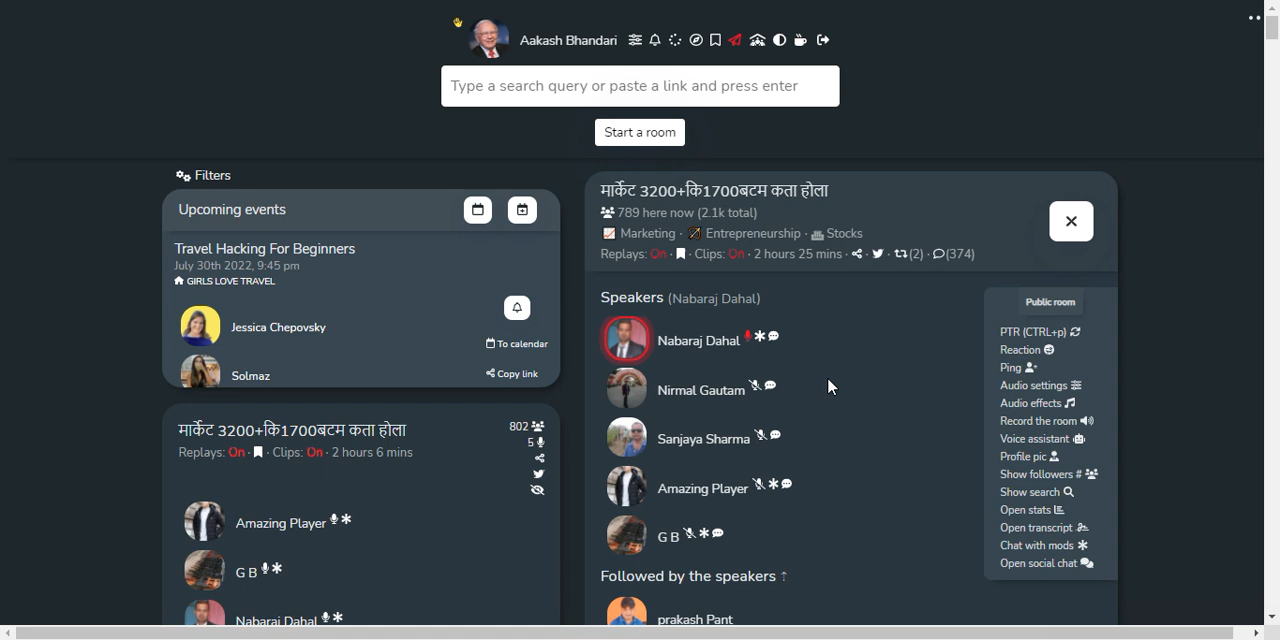 Aakash Bhandari
Type a search query or paste a link and press enter
Start a room
Filters
Upcoming events
Travel Hacking For Beginners
July 30th 2022, 9:45 pm
GIRLS LOVE TRAVEL
Jessica Chepovsky
To calendar
Solmaz
Copy link
मार्केट 3200+कि1700बटम कता होला
802
Replays: On · · Clips: On · 2 hours 6 mins
5
Amazing Player
G B
Nabaraj Dahal
मार्केट 3200+कि1700बटम कता होला
789 here now (2.1k total)
Marketing · Entrepreneurship · Stocks
Replays: On · · Clips: On · 2 hours 25 mins · · · (2) · (374)
Speakers (Nabaraj Dahal)
Nabaraj Dahal
Nirmal Gautam
Sanjaya Sharma
Amazing Player
G B
Followed by the speakers ↑
prakash Pant
Public room
PTR (CTRL+p)
Reaction
Ping
Audio settings
Audio effects
Record the room
Voice assistant
Profile pic
Show followers #
Show search
Open stats
Open transcript
Chat with mods
Open social chat